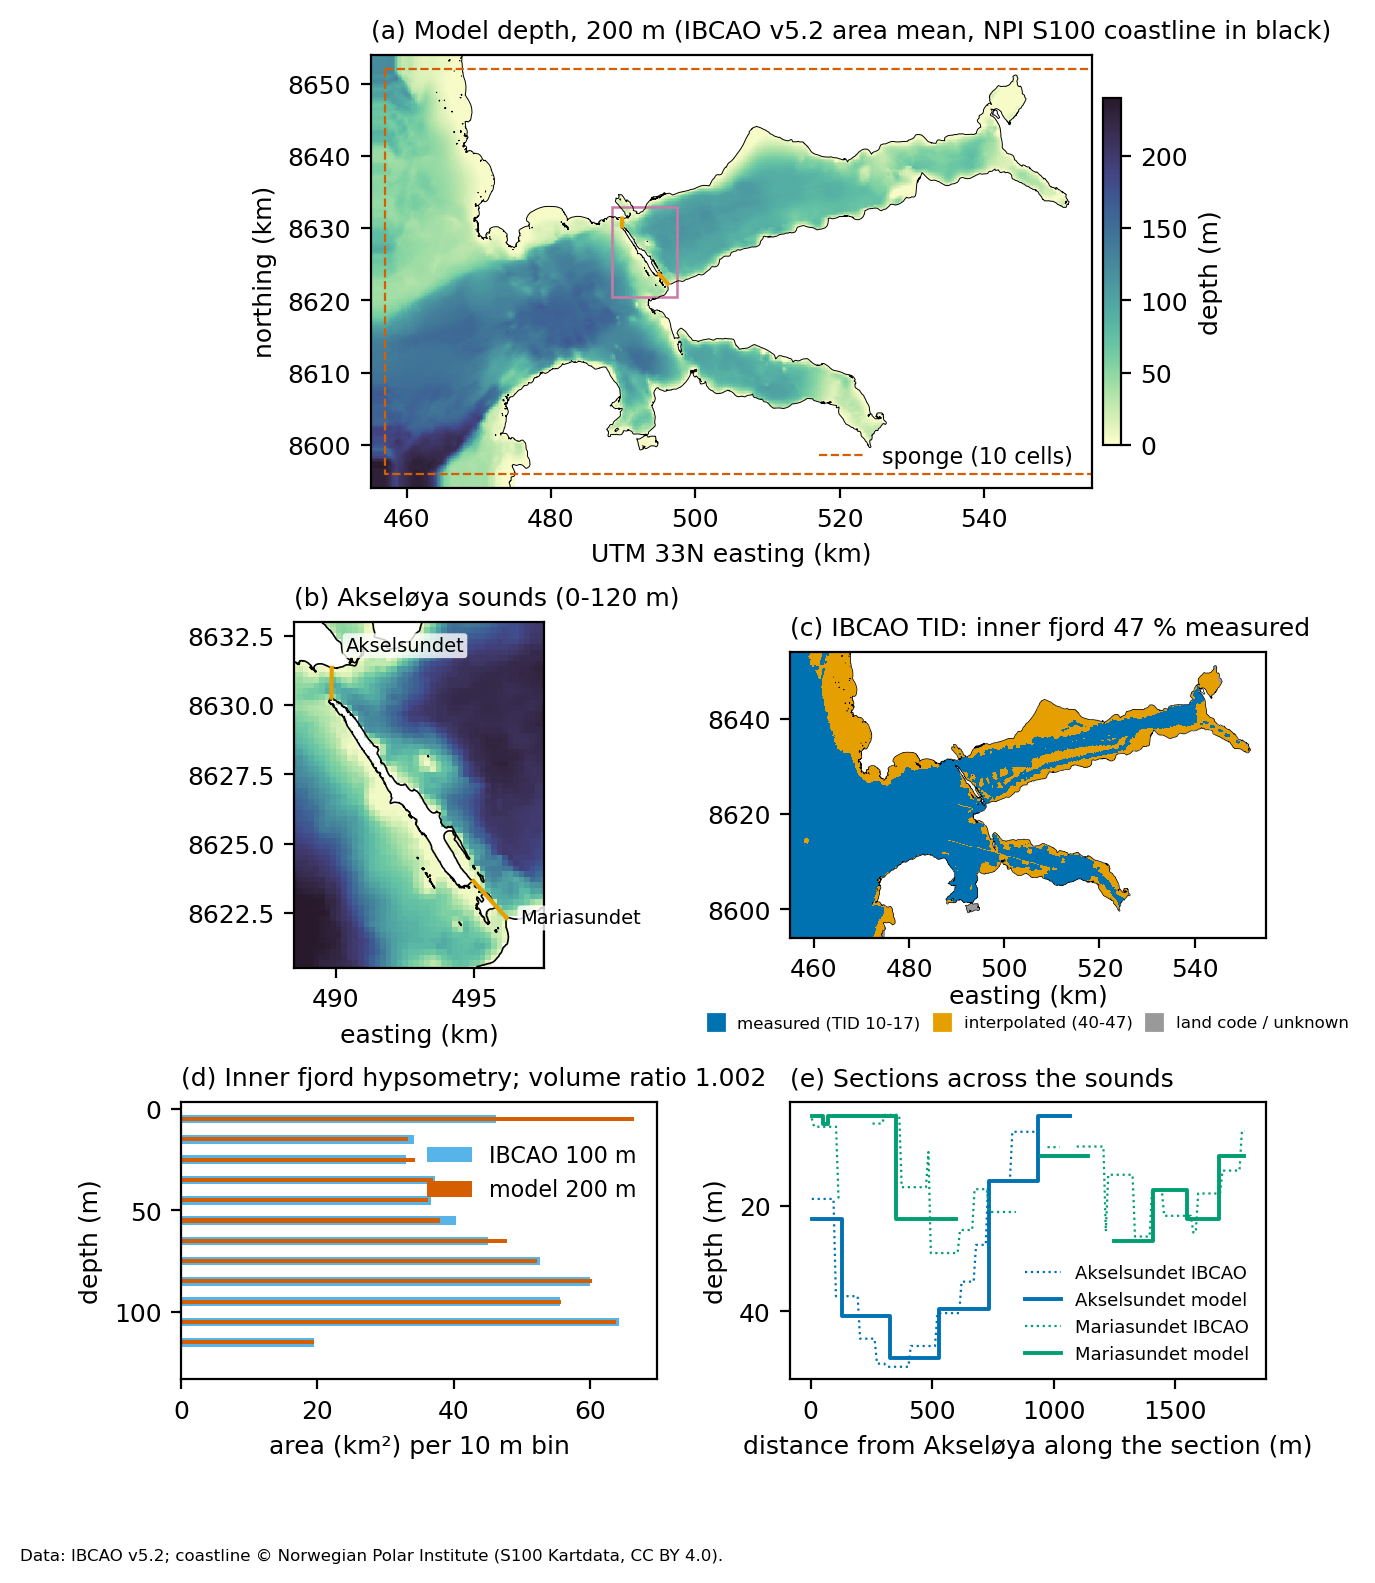 (a) Model depth, 200 m (IBCAO v5.2 area mean, NPI S100 coastline in black)
8650
8640
8630
8620
8610
8600
northing (km)
460
480
500
520
540
UTM 33N easting (km)
sponge (10 cells)
200
150
100
50
0
depth (m)
(b) Akseløya sounds (0-120 m)
8632.5
8630.0
8627.5
8625.0
8622.5
Akselsundet
Mariasundet
490
495
easting (km)
(c) IBCAO TID: inner fjord 47 % measured
8640
8620
8600
460
480
500
520
540
easting (km)
measured (TID 10-17)
interpolated (40-47)
land code / unknown
(d) Inner fjord hypsometry; volume ratio 1.002
0
50
100
depth (m)
IBCAO 100 m
model 200 m
0
20
40
60
area (km²) per 10 m bin
(e) Sections across the sounds
20
40
depth (m)
Akselsundet IBCAO
Akselsundet model
Mariasundet IBCAO
Mariasundet model
0
500
1000
1500
distance from Akseløya along the section (m)
Data: IBCAO v5.2; coastline © Norwegian Polar Institute (S100 Kartdata, CC BY 4.0).